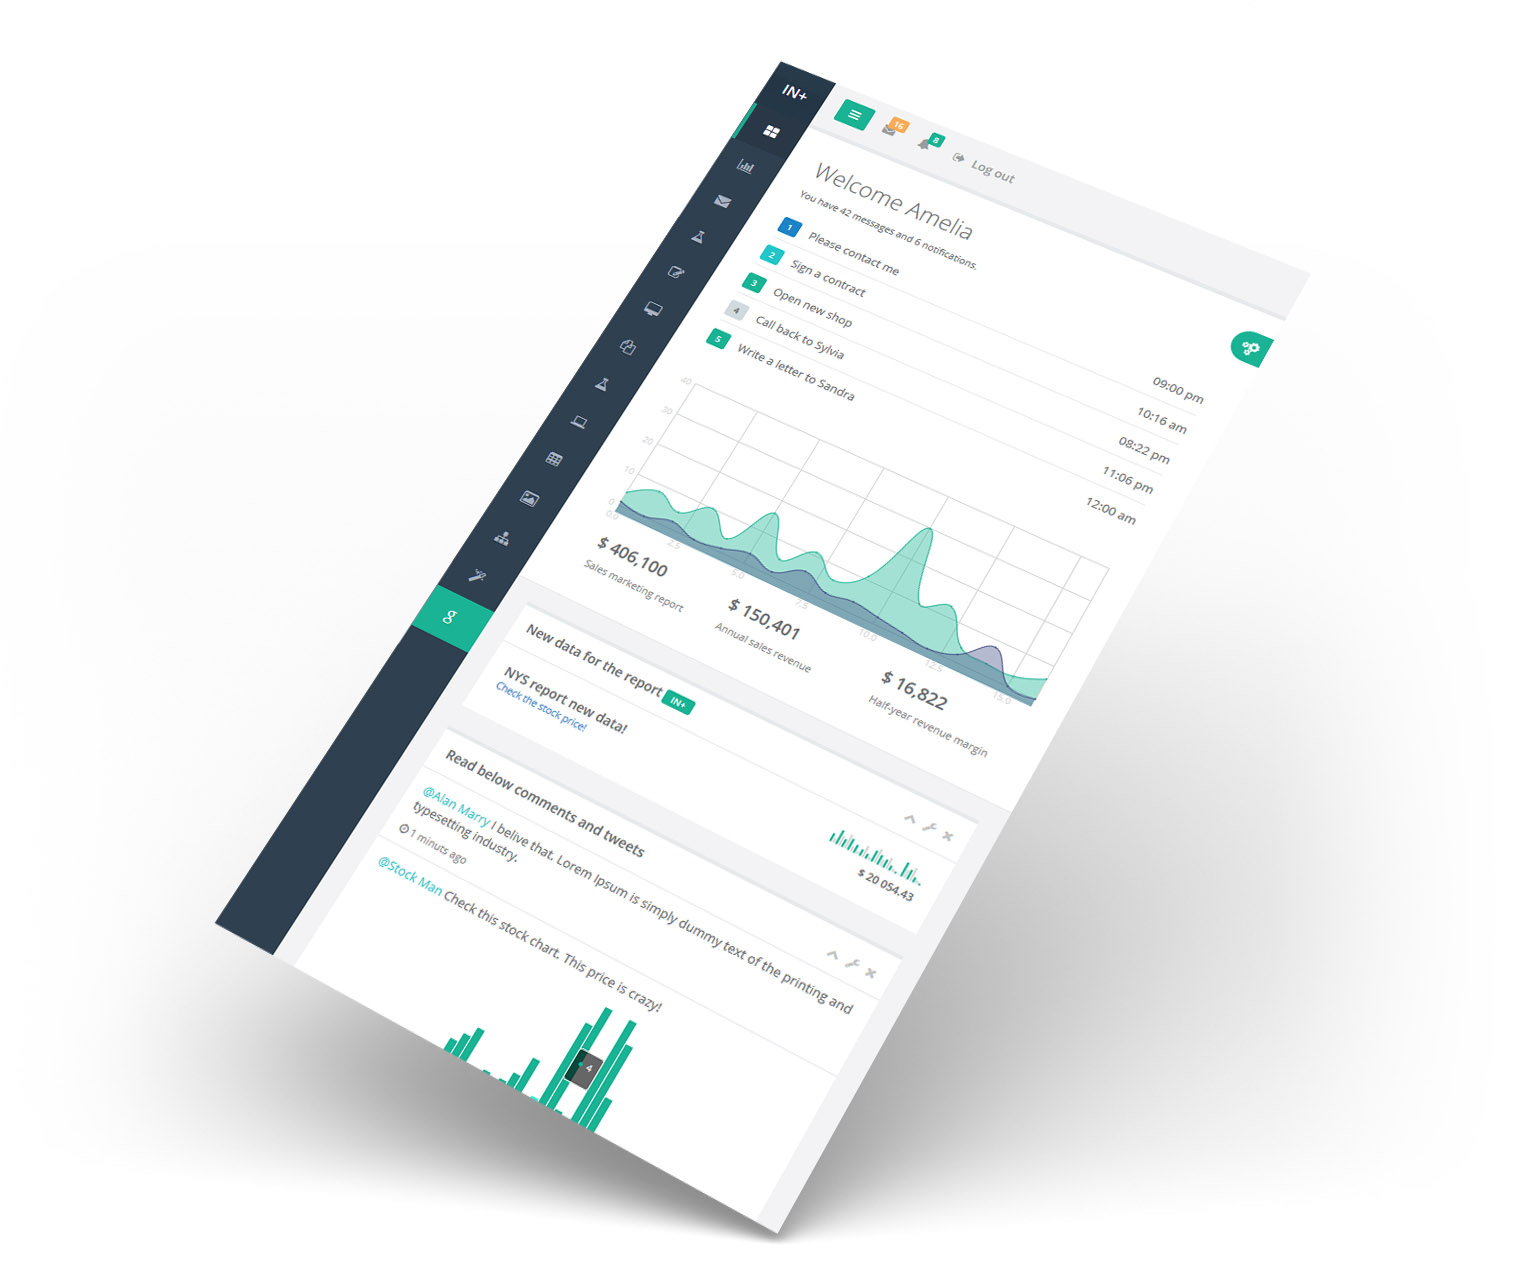 IN+
16
8
Log out
Welcome Amelia
You have 42 messages and 6 notifications.
1 Please contact me 09:00 pm
2 Sign a contract 10:16 am
3 Open new shop 08:22 pm
4 Call back to Sylvia 11:06 pm
5 Write a letter to Sandra 12:00 am
40
30
20
10
0
0.0 2.5 5.0 7.5 10.0 12.5 15.0
$ 406,100
Sales marketing report
$ 150,401
Annual sales revenue
$ 16,822
Half-year revenue margin
g
New data for the report IN+
NYS report new data!
Check the stock price!
$ 20 054.43
Read below comments and tweets
@Alan Marry I belive that. Lorem Ipsum is simply dummy text of the printing and
typesetting industry.
1 minuts ago
@Stock Man Check this stock chart. This price is crazy!
4